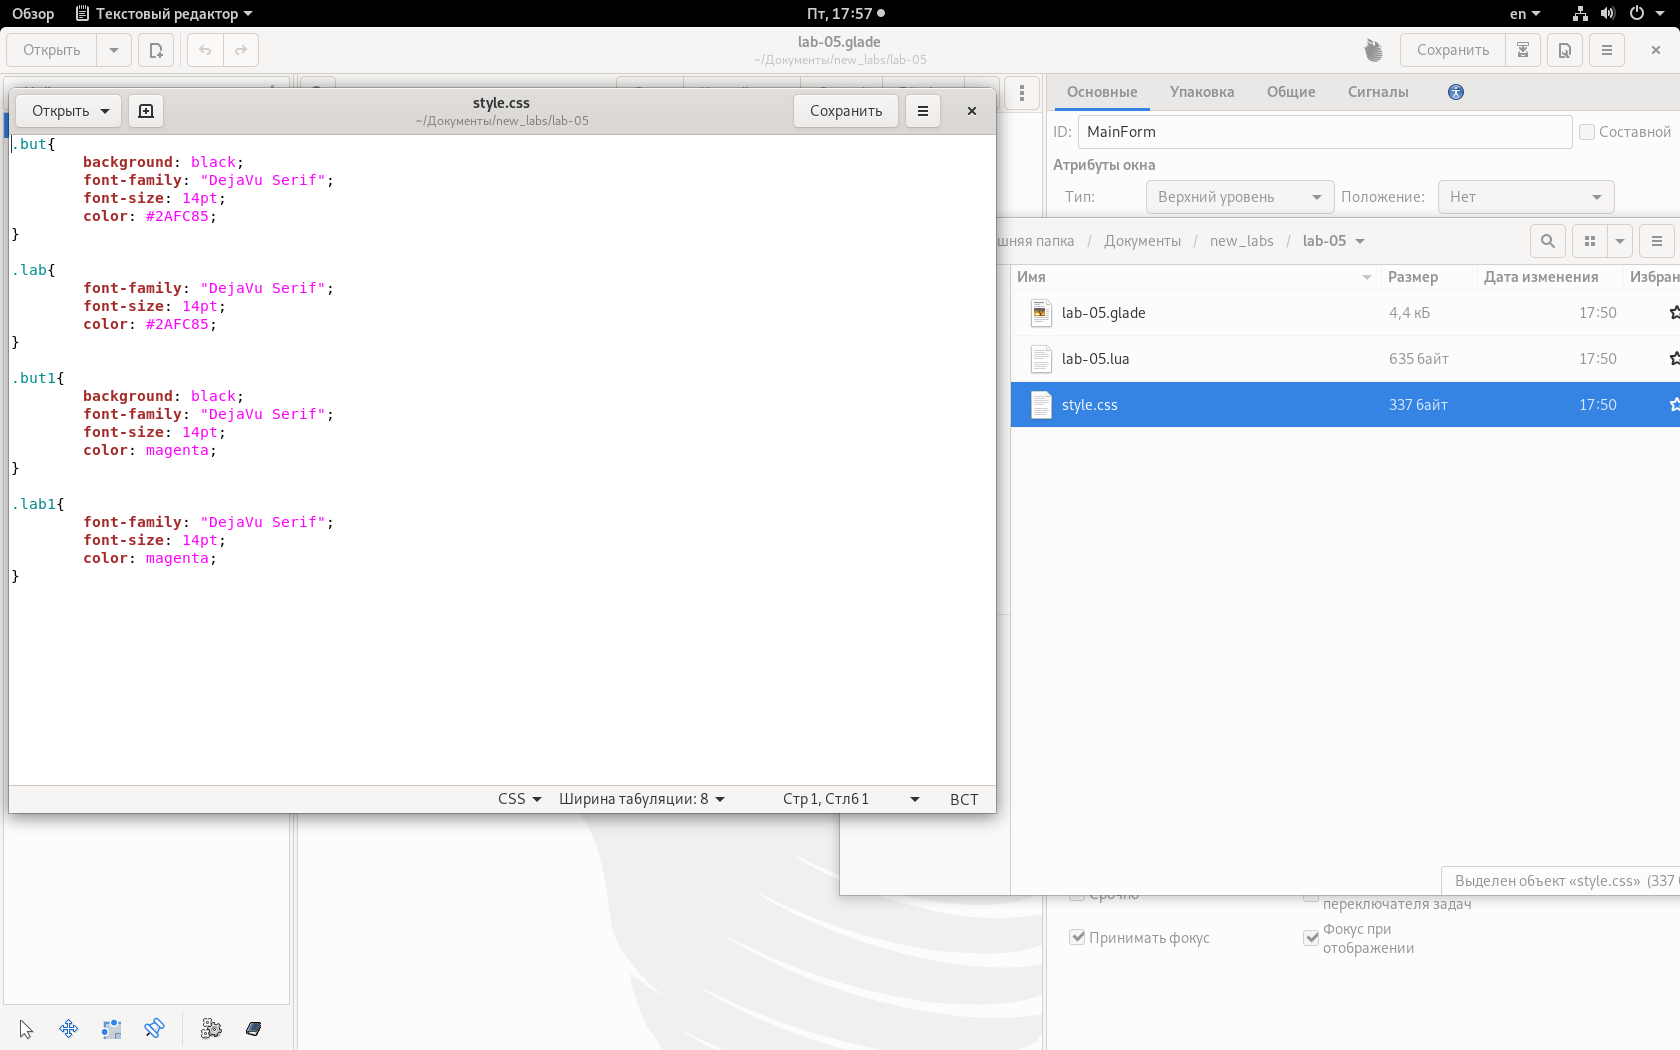 Обзор
Текстовый редактор
Пт, 17:57
en
Открыть
lab-05.glade
~/Документы/new_labs/lab-05
Сохранить
Открыть
style.css
~/Документы/new_labs/lab-05
Сохранить
.but{
background: black;
font-family: "DejaVu Serif";
font-size: 14pt;
color: #2AFC85;
}
.lab{
font-family: "DejaVu Serif";
font-size: 14pt;
color: #2AFC85;
}
.but1{
background: black;
font-family: "DejaVu Serif";
font-size: 14pt;
color: magenta;
}
.lab1{
font-family: "DejaVu Serif";
font-size: 14pt;
color: magenta;
}
CSS
Ширина табуляции: 8
Стр 1, Стлб 1
ВСТ
Основные
Упаковка
Общие
Сигналы
ID:
MainForm
Составной
Атрибуты окна
Тип:
Верхний уровень
Положение:
Нет
шняя папка / Документы / new_labs / lab-05
Имя
Размер
Дата изменения
Избран
lab-05.glade 4,4 кБ 17:50
lab-05.lua 635 байт 17:50
style.css 337 байт 17:50
Выделен объект «style.css» (337
Срочно
переключателя задач
Принимать фокус
Фокус при
отображении